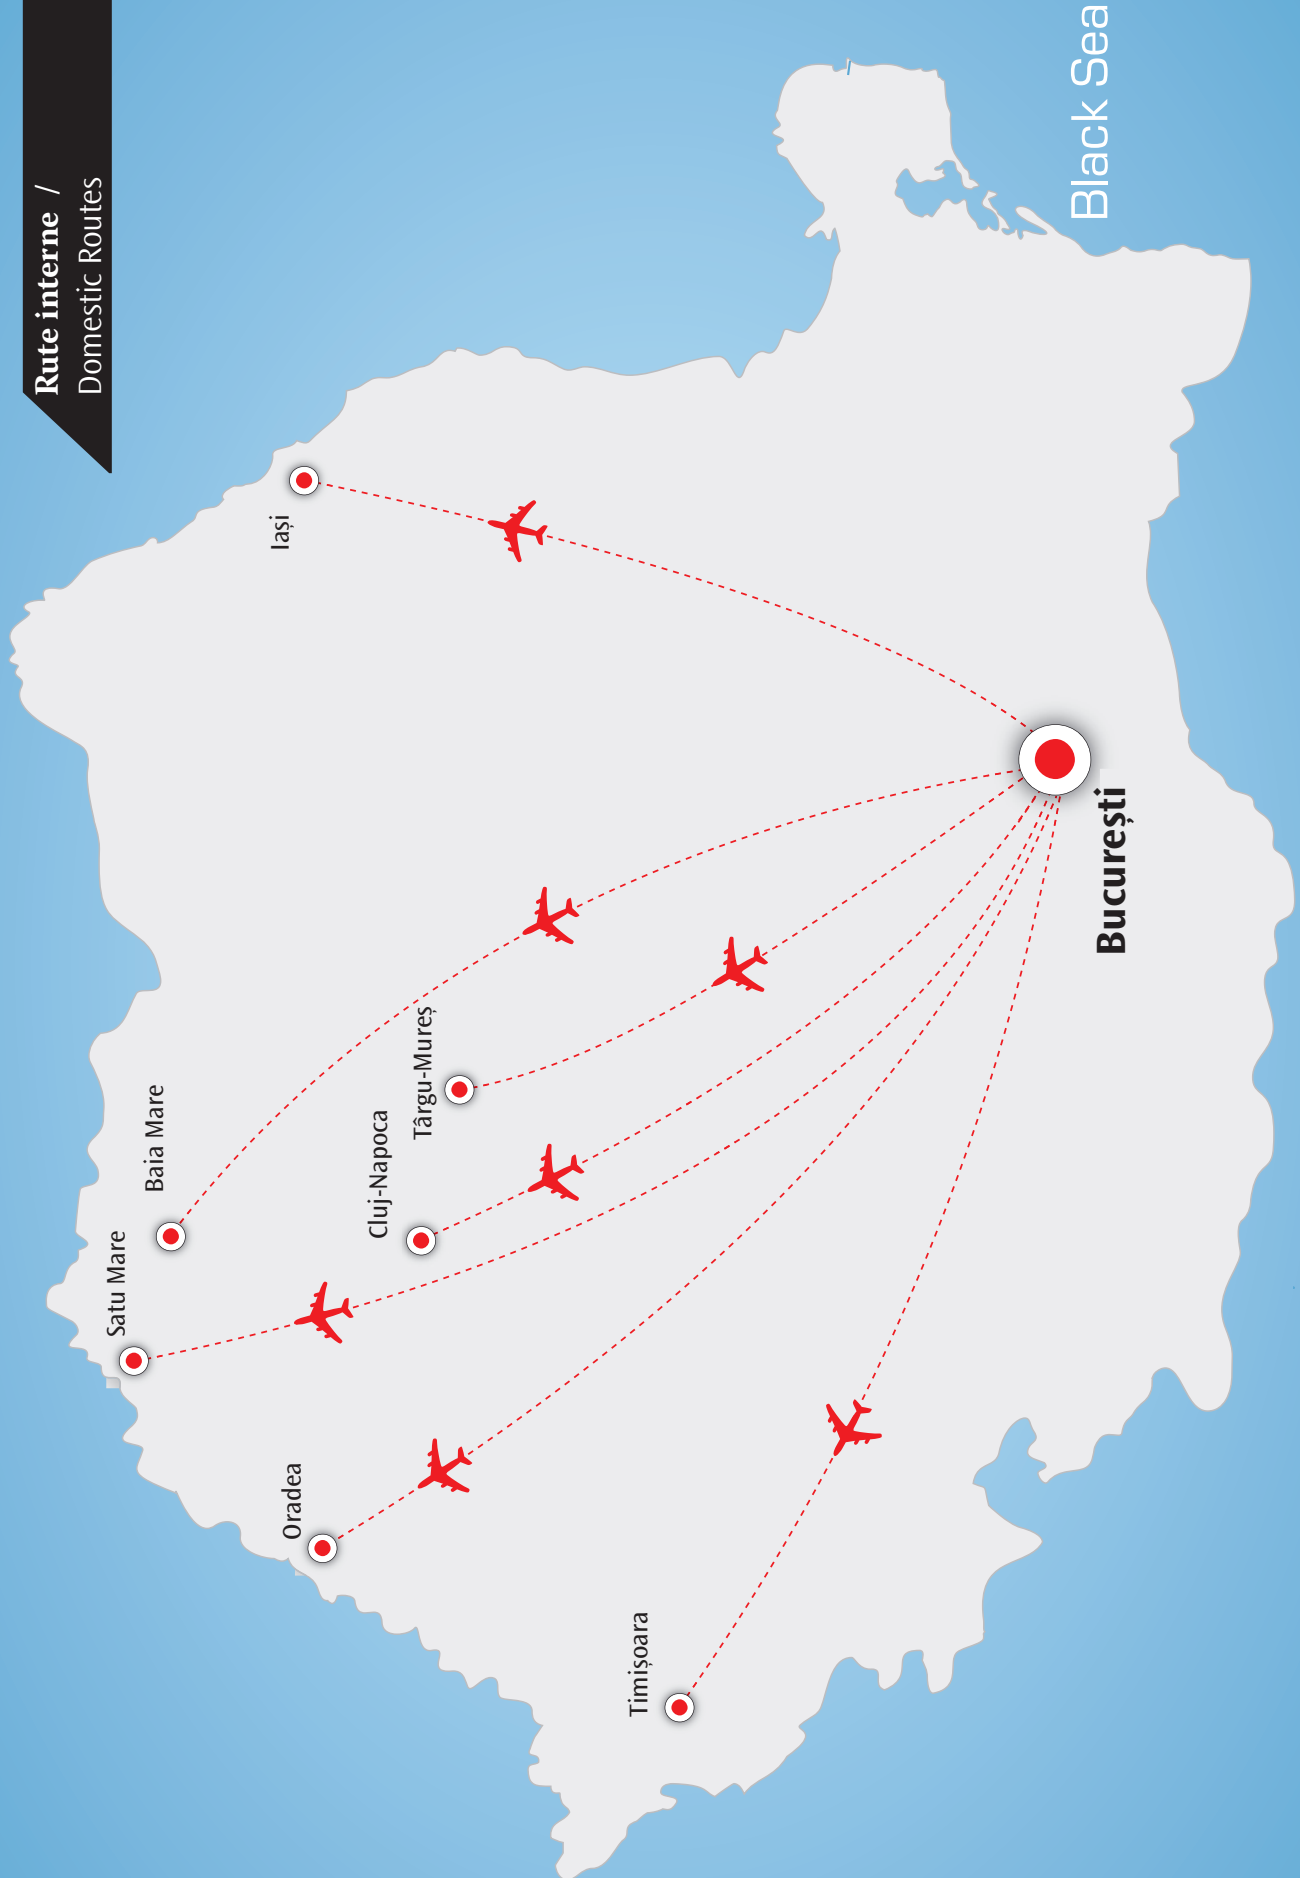 Rute interne /
Domestic Routes
Black Sea
Iași
Satu Mare
Baia Mare
Oradea
Cluj-Napoca
Târgu-Mureș
Timișoara
București